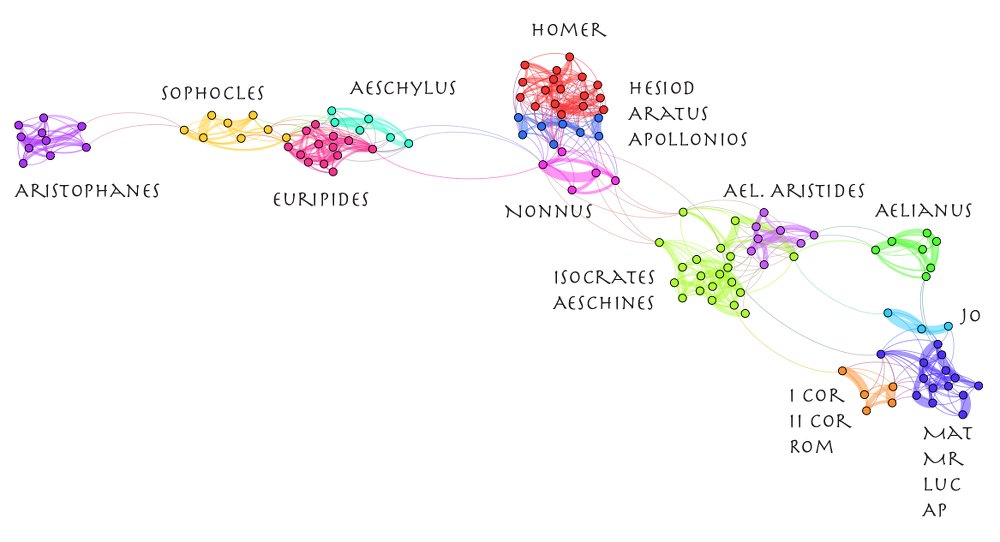 HOMER
SOPHOCLES
AESCHYLUS
HESIOD
ARATUS
APOLLONIOS
ARISTOPHANES
EURIPIDES
NONNUS
AEL. ARISTIDES
AELIANUS
ISOCRATES
AESCHINES
JO
I COR
II COR
ROM
MAT
MR
LUC
AP